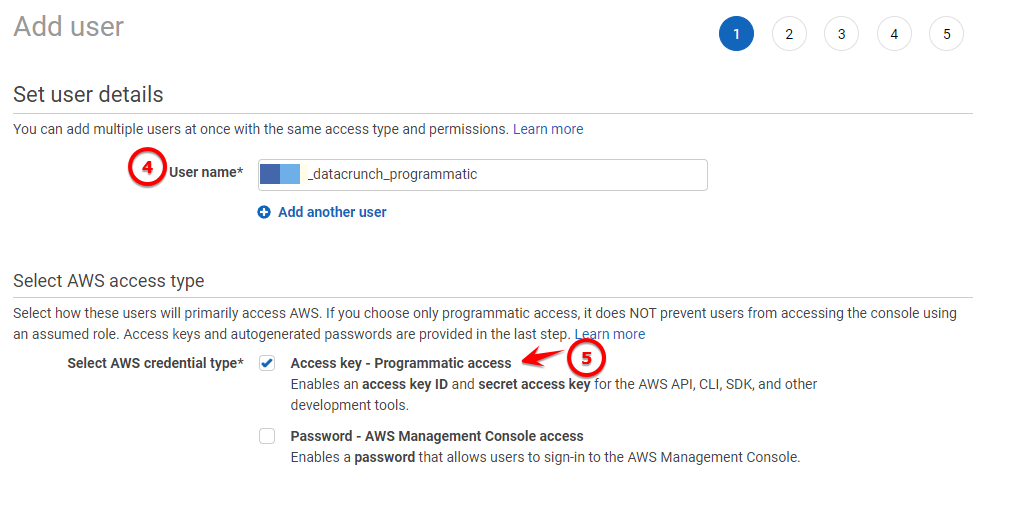 Add user
1 2 3 4 5
Set user details
You can add multiple users at once with the same access type and permissions. Learn more
4 User name* _datacrunch_programmatic
Add another user
Select AWS access type
Select how these users will primarily access AWS. If you choose only programmatic access, it does NOT prevent users from accessing the console using
an assumed role. Access keys and autogenerated passwords are provided in the last step. Learn more
Select AWS credential type* Access key - Programmatic access 5
Enables an access key ID and secret access key for the AWS API, CLI, SDK, and other
development tools.
Password - AWS Management Console access
Enables a password that allows users to sign-in to the AWS Management Console.